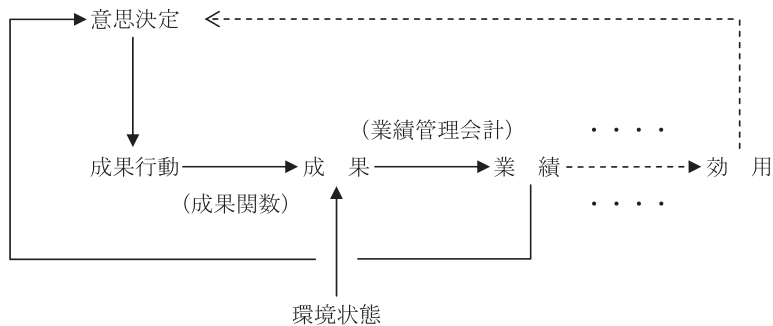 意思決定
(業績管理会計)
・・・・
成果行動
成　果
業　績
効　用
(成果関数)
・・・・
環境状態